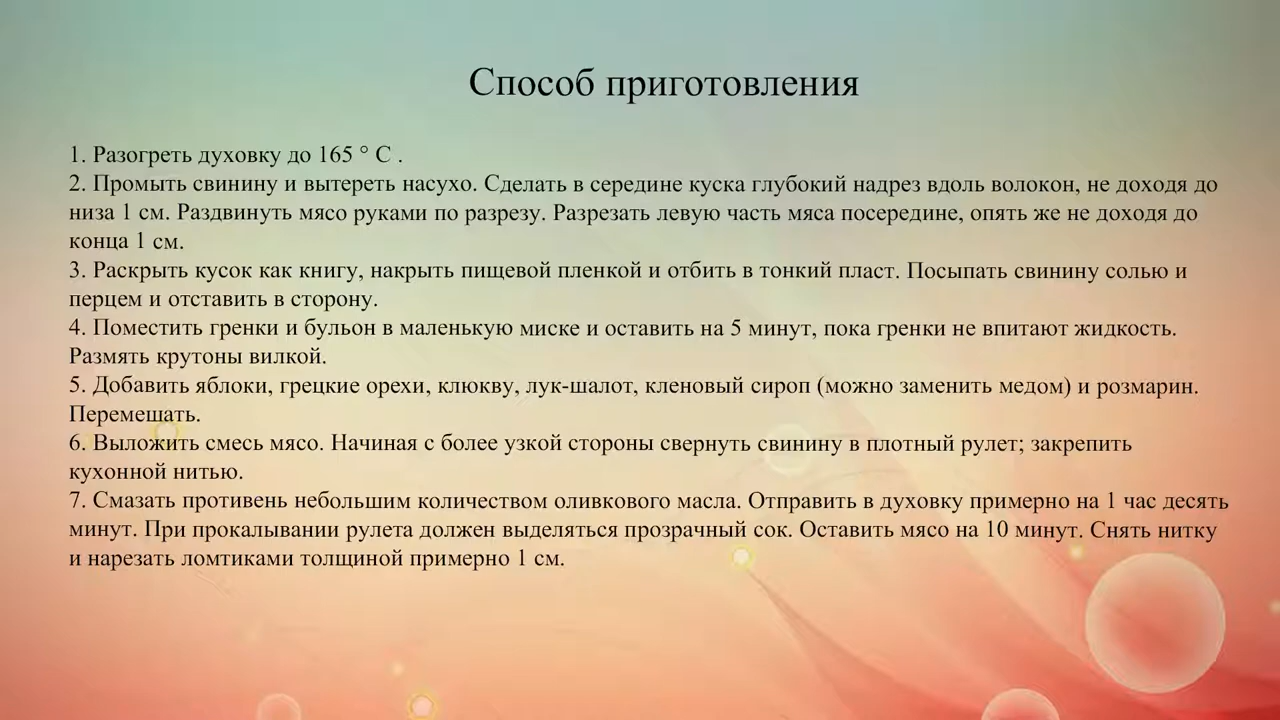 Способ приготовления
1. Разогреть духовку до 165 ° С .
2. Промыть свинину и вытереть насухо. Сделать в середине куска глубокий надрез вдоль волокон, не доходя до
низа 1 см. Раздвинуть мясо руками по разрезу. Разрезать левую часть мяса посередине, опять же не доходя до
конца 1 см.
3. Раскрыть кусок как книгу, накрыть пищевой пленкой и отбить в тонкий пласт. Посыпать свинину солью и
перцем и отставить в сторону.
4. Поместить гренки и бульон в маленькую миске и оставить на 5 минут, пока гренки не впитают жидкость.
Размять крутоны вилкой.
5. Добавить яблоки, грецкие орехи, клюкву, лук-шалот, кленовый сироп (можно заменить медом) и розмарин.
Перемешать.
6. Выложить смесь мясо. Начиная с более узкой стороны свернуть свинину в плотный рулет; закрепить
кухонной нитью.
7. Смазать противень небольшим количеством оливкового масла. Отправить в духовку примерно на 1 час десять
минут. При прокалывании рулета должен выделяться прозрачный сок. Оставить мясо на 10 минут. Снять нитку
и нарезать ломтиками толщиной примерно 1 см.